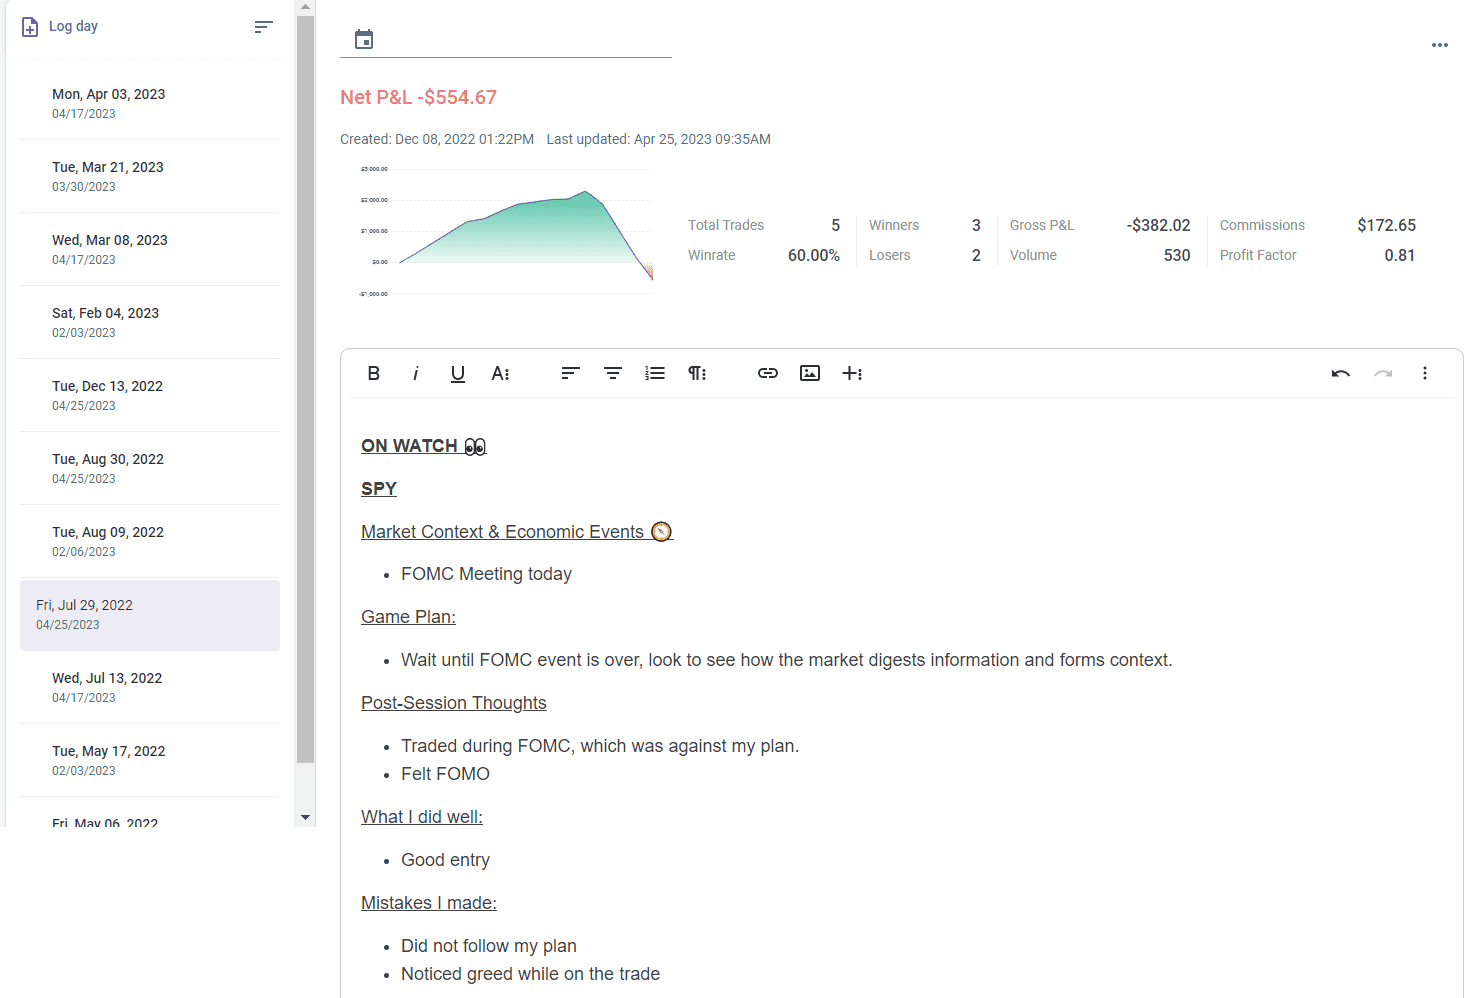 Log day
Mon, Apr 03, 2023
04/17/2023
Tue, Mar 21, 2023
03/30/2023
Wed, Mar 08, 2023
04/17/2023
Sat, Feb 04, 2023
02/03/2023
Tue, Dec 13, 2022
04/25/2023
Tue, Aug 30, 2022
04/25/2023
Tue, Aug 09, 2022
02/06/2023
Fri, Jul 29, 2022
04/25/2023
Wed, Jul 13, 2022
04/17/2023
Tue, May 17, 2022
02/03/2023
Fri, May 06, 2022
Net P&L -$554.67
Created: Dec 08, 2022 01:22PM Last updated: Apr 25, 2023 09:35AM
$3,000.00
$2,000.00
$1,000.00
$0.00
-$1,000.00
Total Trades 5 Winners 3 Gross P&L -$382.02 Commissions $172.65
Winrate 60.00% Losers 2 Volume 530 Profit Factor 0.81
B i U A
ON WATCH 👀
SPY
Market Context & Economic Events 🧭
• FOMC Meeting today
Game Plan:
• Wait until FOMC event is over, look to see how the market digests information and forms context.
Post-Session Thoughts
• Traded during FOMC, which was against my plan.
• Felt FOMO
What I did well:
• Good entry
Mistakes I made:
• Did not follow my plan
• Noticed greed while on the trade